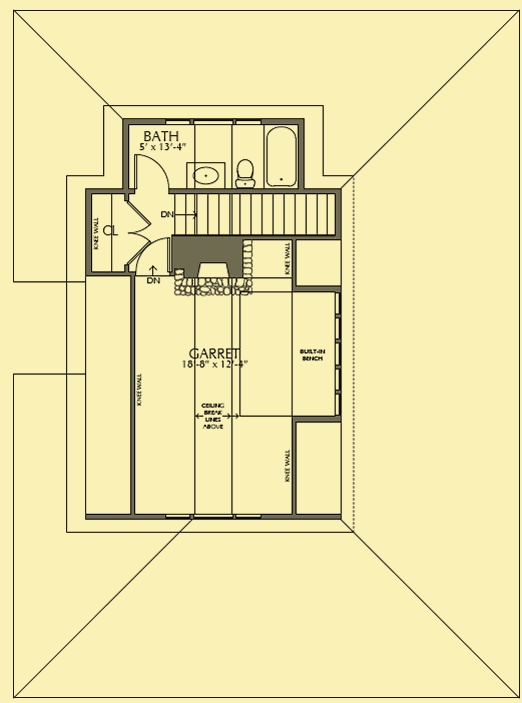 BATH
5' x 13'-4"
DN
KNEE WALL
CL
KNEE WALL
DN
GARRET
18'-8" x 12'-4"
BUILT-IN
BENCH
KNEE WALL
CEILING
BREAK
LINES
ABOVE
KNEE WALL